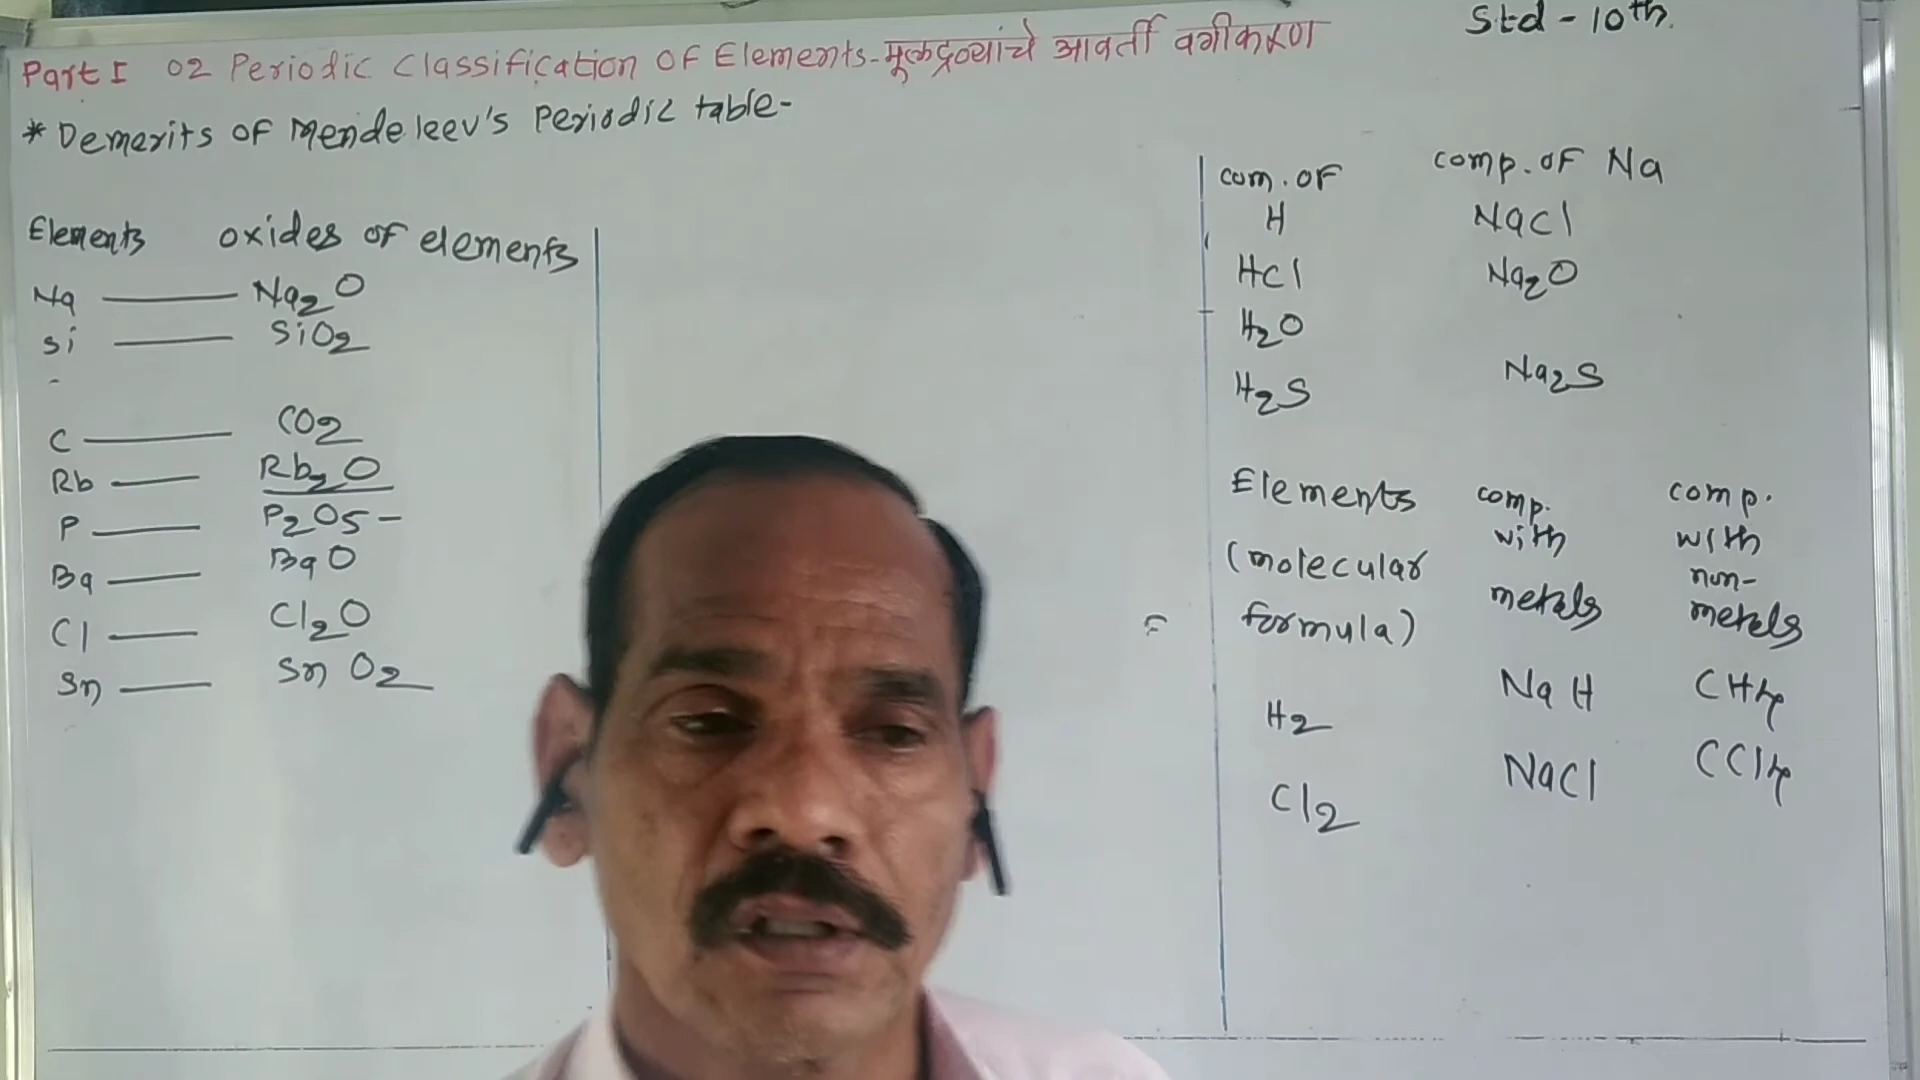 Std - 10th.
Part I 02 Periodic Classification OF Elements-मूलद्रव्यांचे आवर्ती वर्गीकरण
* Demerits of Mendeleev's Periodic table-
Elements oxides of elements
Na —— Na2O
Si —— SiO2
-
C —— CO2
Rb —— Rb2O
P —— P2O5 -
Ba —— BaO
Cl —— Cl2O
Sn —— SnO2
com. of H comp. of Na
HCl NaCl
H2O Na2O
H2S Na2S
Elements comp. comp.
(molecular with with
formula) metals non-
metals
H2 NaH CH4
Cl2 NaCl CCl4